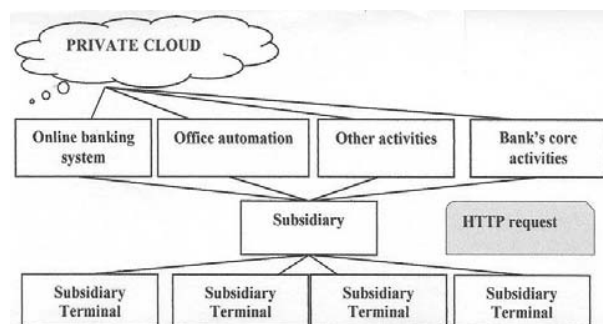 PRIVATE CLOUD
Online banking
system
Office automation
Other activities
Bank's core
activities
Subsidiary
HTTP request
Subsidiary
Terminal
Subsidiary
Terminal
Subsidiary
Terminal
Subsidiary
Terminal